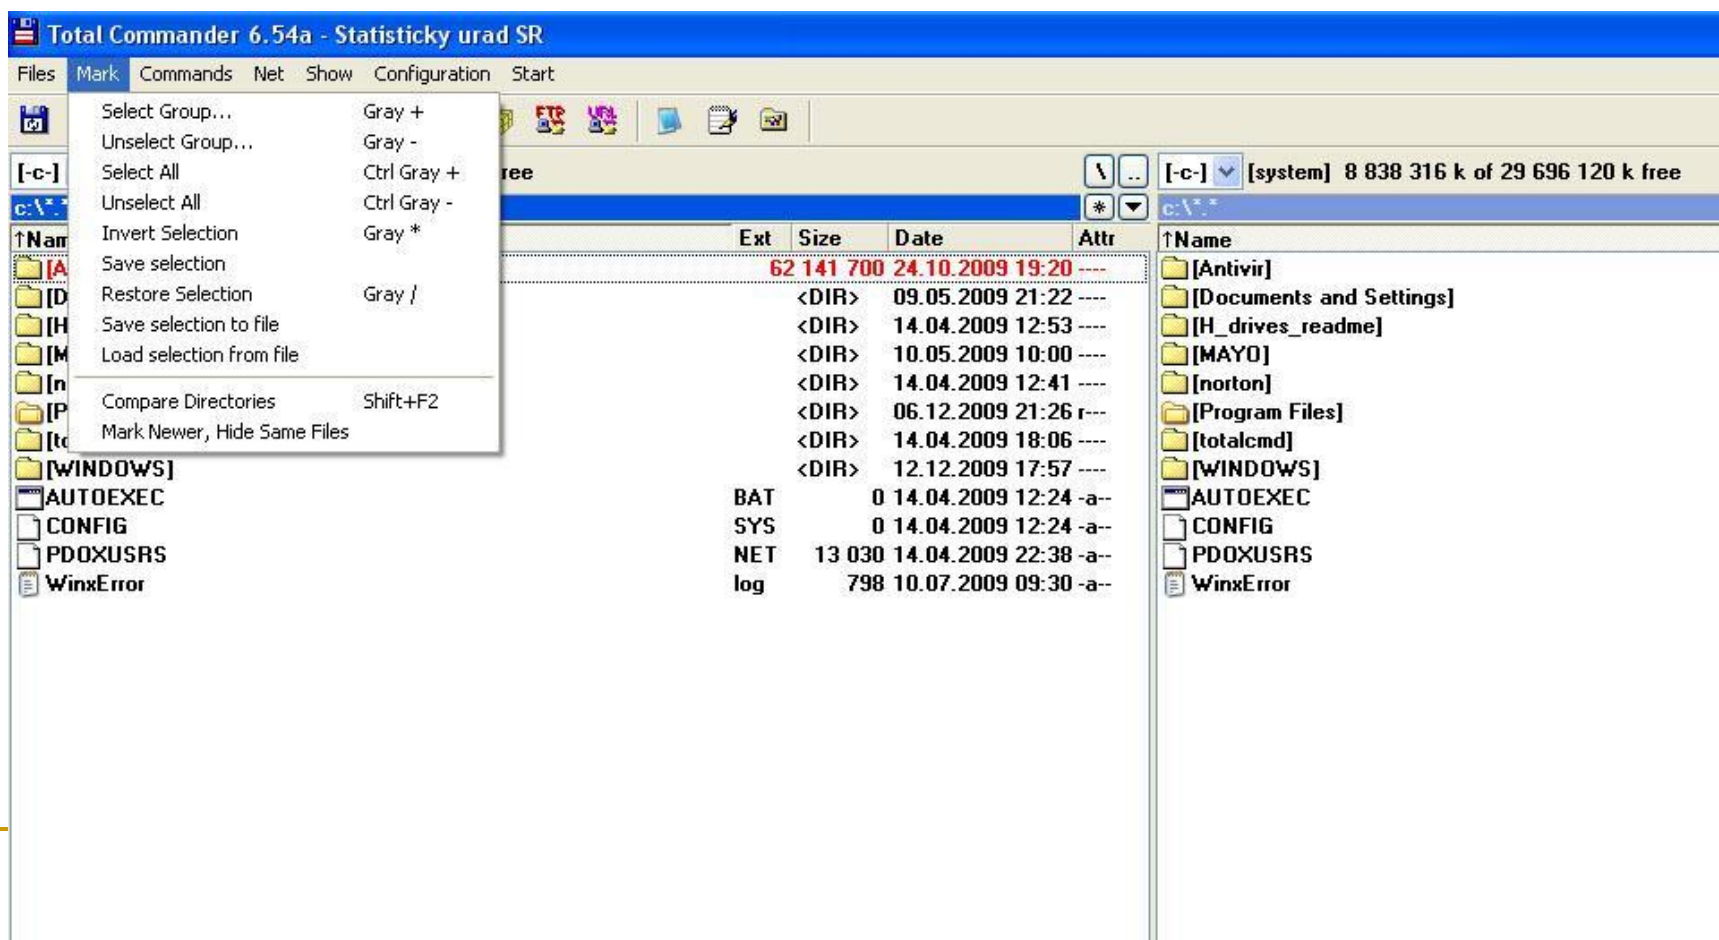 Total Commander 6.54a - Statisticky urad SR
Files Mark Commands Net Show Configuration Start
Select Group... Gray +
Unselect Group... Gray -
Select All Ctrl Gray +
Unselect All Ctrl Gray -
Invert Selection Gray *
Save selection
Restore Selection Gray /
Save selection to file
Load selection from file
Compare Directories Shift+F2
Mark Newer, Hide Same Files
FTP URL
[-c-] ree \ .. [-c-] [system] 8 838 316 k of 29 696 120 k free
c:\*.* * c:\*.*
↑Nam Ext Size Date Attr ↑Name
[A 62 141 700 24.10.2009 19:20 ---- [Antivir]
[D <DIR> 09.05.2009 21:22 ---- [Documents and Settings]
[H <DIR> 14.04.2009 12:53 ---- [H_drives_readme]
[M <DIR> 10.05.2009 10:00 ---- [MAYO]
[n <DIR> 14.04.2009 12:41 ---- [norton]
[P <DIR> 06.12.2009 21:26 r--- [Program Files]
[to <DIR> 14.04.2009 18:06 ---- [totalcmd]
[WINDOWS] <DIR> 12.12.2009 17:57 ---- [WINDOWS]
AUTOEXEC BAT 0 14.04.2009 12:24 -a-- AUTOEXEC
CONFIG SYS 0 14.04.2009 12:24 -a-- CONFIG
PDOXUSRS NET 13 030 14.04.2009 22:38 -a-- PDOXUSRS
WinxError log 798 10.07.2009 09:30 -a-- WinxError